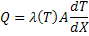 Q = λ(T)A dT/dX